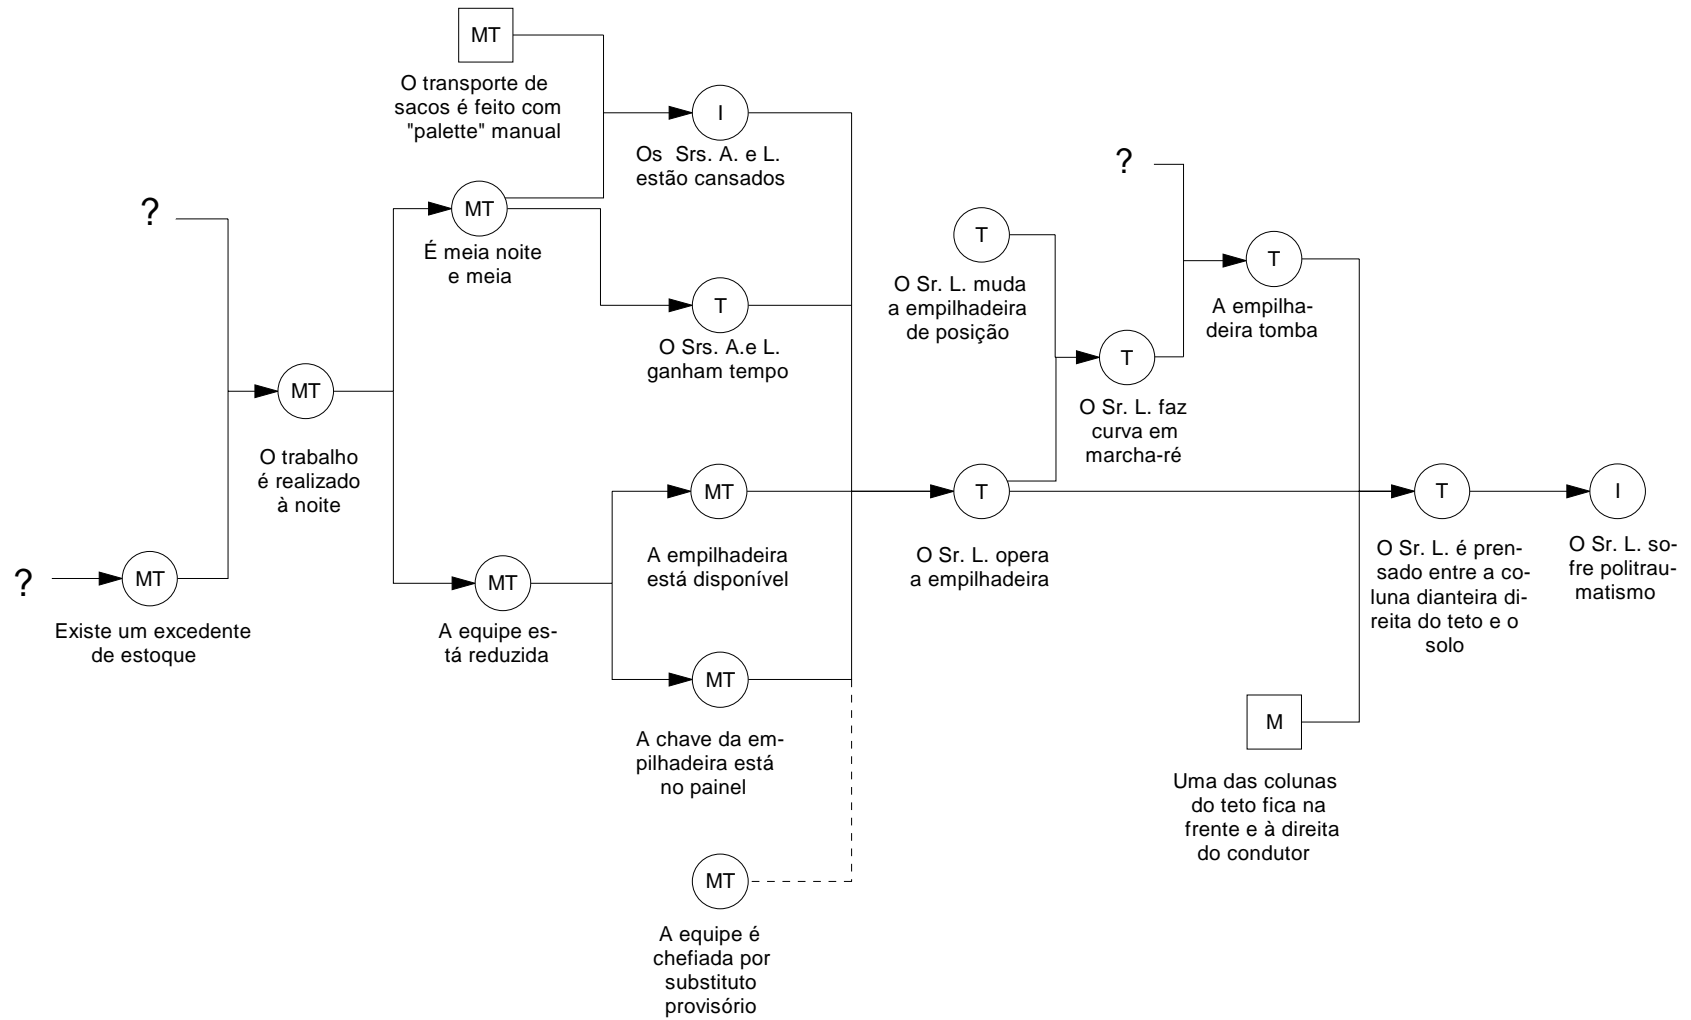 MT
O transporte de
sacos é feito com
"palette" manual
I
Os Srs. A. e L.
estão cansados
?
MT
É meia noite
e meia
T
O Srs. A.e L.
ganham tempo
MT
O trabalho
é realizado
à noite
?
MT
Existe um excedente
de estoque
MT
A equipe es-
tá reduzida
MT
A empilhadeira
está disponível
MT
A chave da em-
pilhadeira está
no painel
MT
A equipe é
chefiada por
substituto
provisório
T
O Sr. L. muda
a empilhadeira
de posição
T
O Sr. L. opera
a empilhadeira
?
T
O Sr. L. faz
curva em
marcha-ré
T
A empilha-
deira tomba
T
O Sr. L. é pren-
sado entre a co-
luna dianteira di-
reita do teto e o
solo
I
O Sr. L. so-
fre politrau-
matismo
M
Uma das colunas
do teto fica na
frente e à direita
do condutor